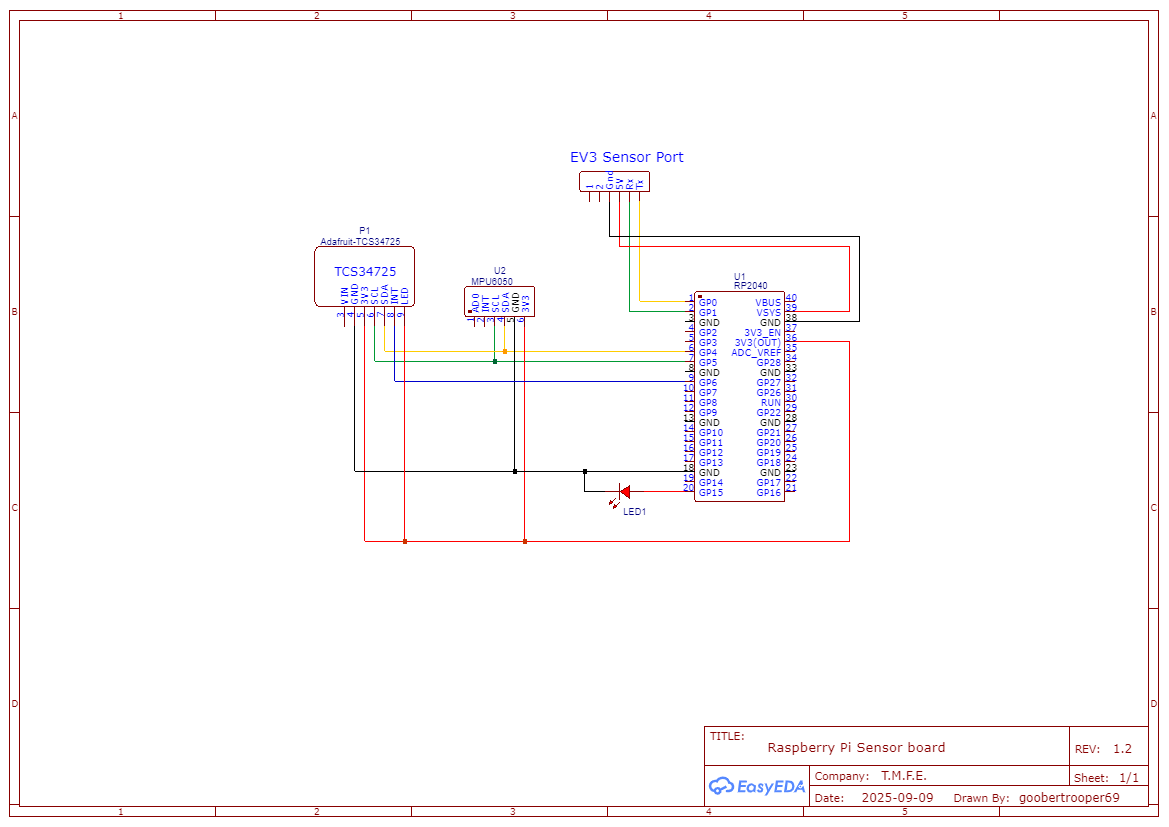 1 2 3 4 5
A A
EV3 Sensor Port
1 2 Gnd 5V Rx Tx
P1
Adafruit-TCS34725
TCS34725
VIN GND 3V3 SCL SDA INT LED
3 4 5 6 7 8 9
U2
MPU6050
AD0 INT SCL SDA GND 3V3
1 2 3 4 5 6
U1
RP2040
1 GP0 VBUS 40
2 GP1 VSYS 39
3 GND GND 38
4 GP2 3V3_EN 37
5 GP3 3V3(OUT) 36
6 GP4 ADC_VREF 35
7 GP5 GP28 34
8 GND GND 33
9 GP6 GP27 32
10 GP7 GP26 31
11 GP8 RUN 30
12 GP9 GP22 29
13 GND GND 28
14 GP10 GP21 27
15 GP11 GP20 26
16 GP12 GP19 25
17 GP13 GP18 24
18 GND GND 23
19 GP14 GP17 22
20 GP15 GP16 21
B B
LED1
C C
D D
TITLE:
Raspberry Pi Sensor board
REV: 1.2
EasyEDA
Company: T.M.F.E.
Sheet: 1/1
Date: 2025-09-09 Drawn By: goobertrooper69
1 2 3 4 5